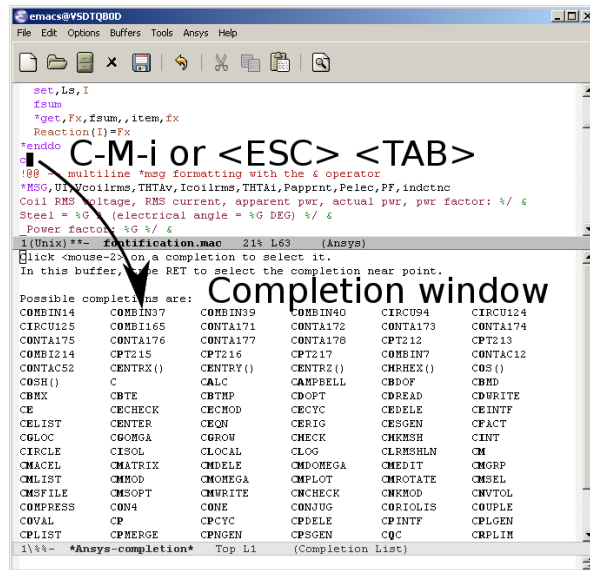 emacs@VSDTQB0D
File Edit Options Buffers Tools Ansys Help
set,Ls,I
fsum
*get,Fx,fsum,,item,fx
Reaction(I)=Fx
*enddo
c
C-M-i or <ESC> <TAB>
!@@ -- multiline *msg formatting with the & operator
*MSG,UI,Vcoilrms,THTAv,Icoilrms,THTAi,Papprnt,Pelec,PF,indctnc
Coil RMS voltage, RMS current, apparent pwr, actual pwr, pwr factor: %/ &
Steel = %G A (electrical angle = %G DEG) %/ &
_Power factor: %G %/ &
1(Unix)**- fontification.mac 21% L63 (Ansys)
Click <mouse-2> on a completion to select it.
In this buffer, type RET to select the completion near point.
Possible completions are:
Completion window
COMBIN14 COMBIN37 COMBIN39 COMBIN40 CIRCU94 CIRCU124
CIRCU125 COMBI165 CONTA171 CONTA172 CONTA173 CONTA174
CONTA175 CONTA176 CONTA177 CONTA178 CPT212 CPT213
COMBI214 CPT215 CPT216 CPT217 COMBIN7 CONTAC12
CONTAC52 CENTRX() CENTRY() CENTRZ() CHRHEX() COS()
COSH() C CALC CAMPBELL CBDOF CBMD
CBMX CBTE CBTMP CDOPT CDREAD CDWRITE
CE CECHECK CECMOD CECYC CEDELE CEINTF
CELIST CENTER CEQN CERIG CESGEN CFACT
CGLOC CGOMGA CGROW CHECK CHKMSH CINT
CIRCLE CISOL CLOCAL CLOG CLRMSHLN CM
CMACEL CMATRIX CMDELE CMDOMEGA CMEDIT CMGRP
CMLIST CMMOD CMOMEGA CMPLOT CMROTATE CMSEL
CMSFILE CMSOPT CMWRITE CNCHECK CNKMOD CNVTOL
COMPRESS CON4 CONE CONJUG CORIOLIS COUPLE
COVAL CP CPCYC CPDELE CPINTF CPLGEN
CPLIST CPMERGE CPNGEN CPSGEN CQC CRPLIM
1\%%- *Ansys-completion* Top L1 (Completion List)